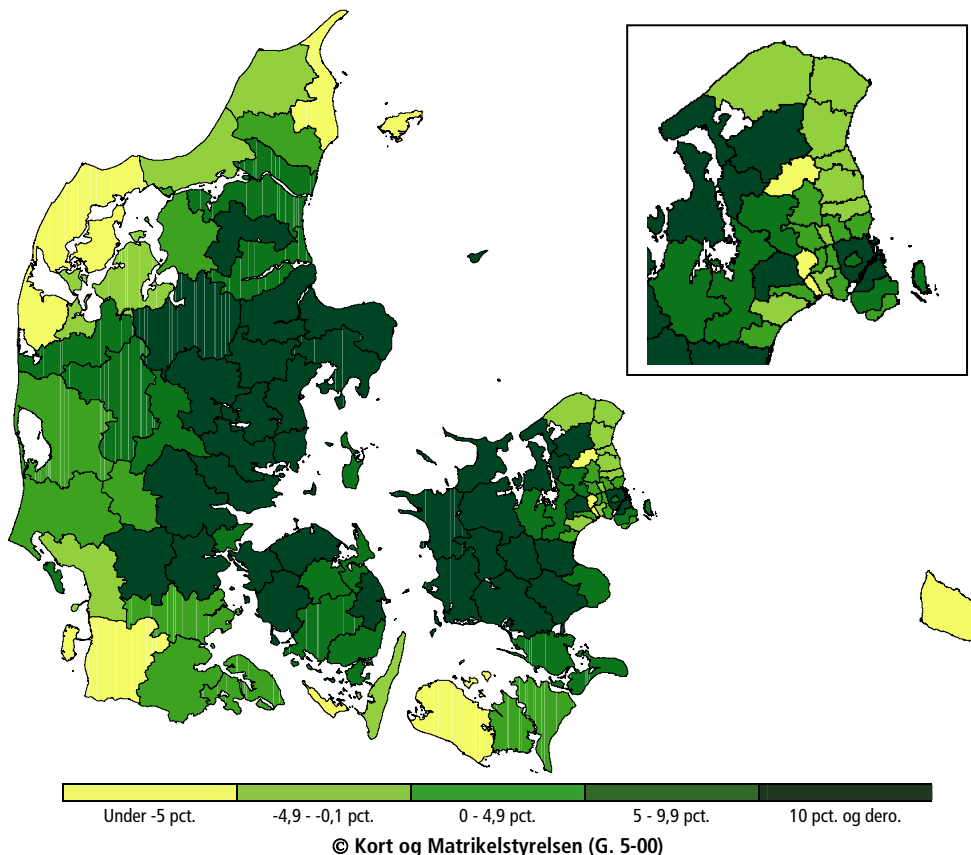 Under -5 pct. -4,9 - -0,1 pct. 0 - 4,9 pct. 5 - 9,9 pct. 10 pct. og dero.
© Kort og Matrikelstyrelsen (G. 5-00)